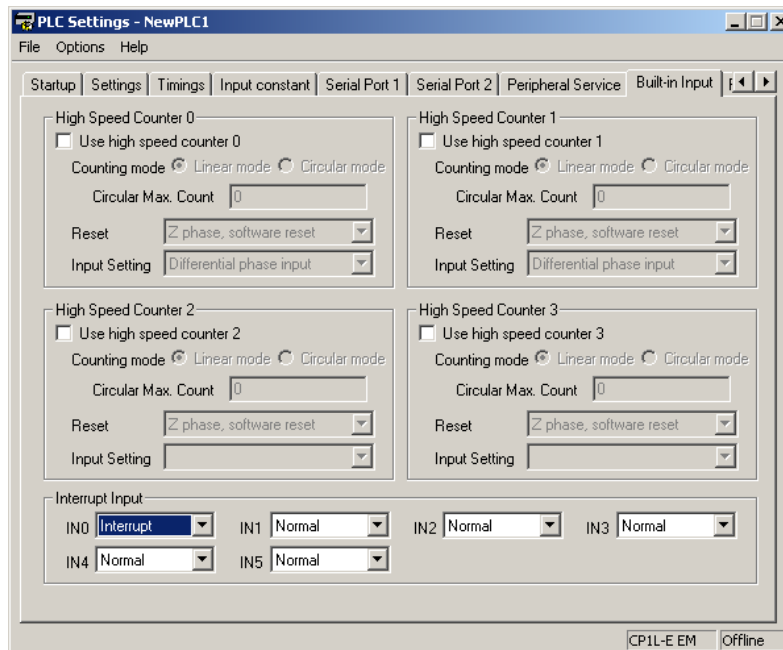 PLC Settings - NewPLC1
File Options Help
Startup Settings Timings Input constant Serial Port 1 Serial Port 2 Peripheral Service Built-in Input
High Speed Counter 0
Use high speed counter 0
Counting mode Linear mode Circular mode
Circular Max. Count 0
Reset Z phase, software reset
Input Setting Differential phase input
High Speed Counter 1
Use high speed counter 1
Counting mode Linear mode Circular mode
Circular Max. Count 0
Reset Z phase, software reset
Input Setting Differential phase input
High Speed Counter 2
Use high speed counter 2
Counting mode Linear mode Circular mode
Circular Max. Count 0
Reset Z phase, software reset
Input Setting
High Speed Counter 3
Use high speed counter 3
Counting mode Linear mode Circular mode
Circular Max. Count 0
Reset Z phase, software reset
Input Setting
Interrupt Input
IN0 Interrupt IN1 Normal IN2 Normal IN3 Normal
IN4 Normal IN5 Normal
CP1L-E EM Offline